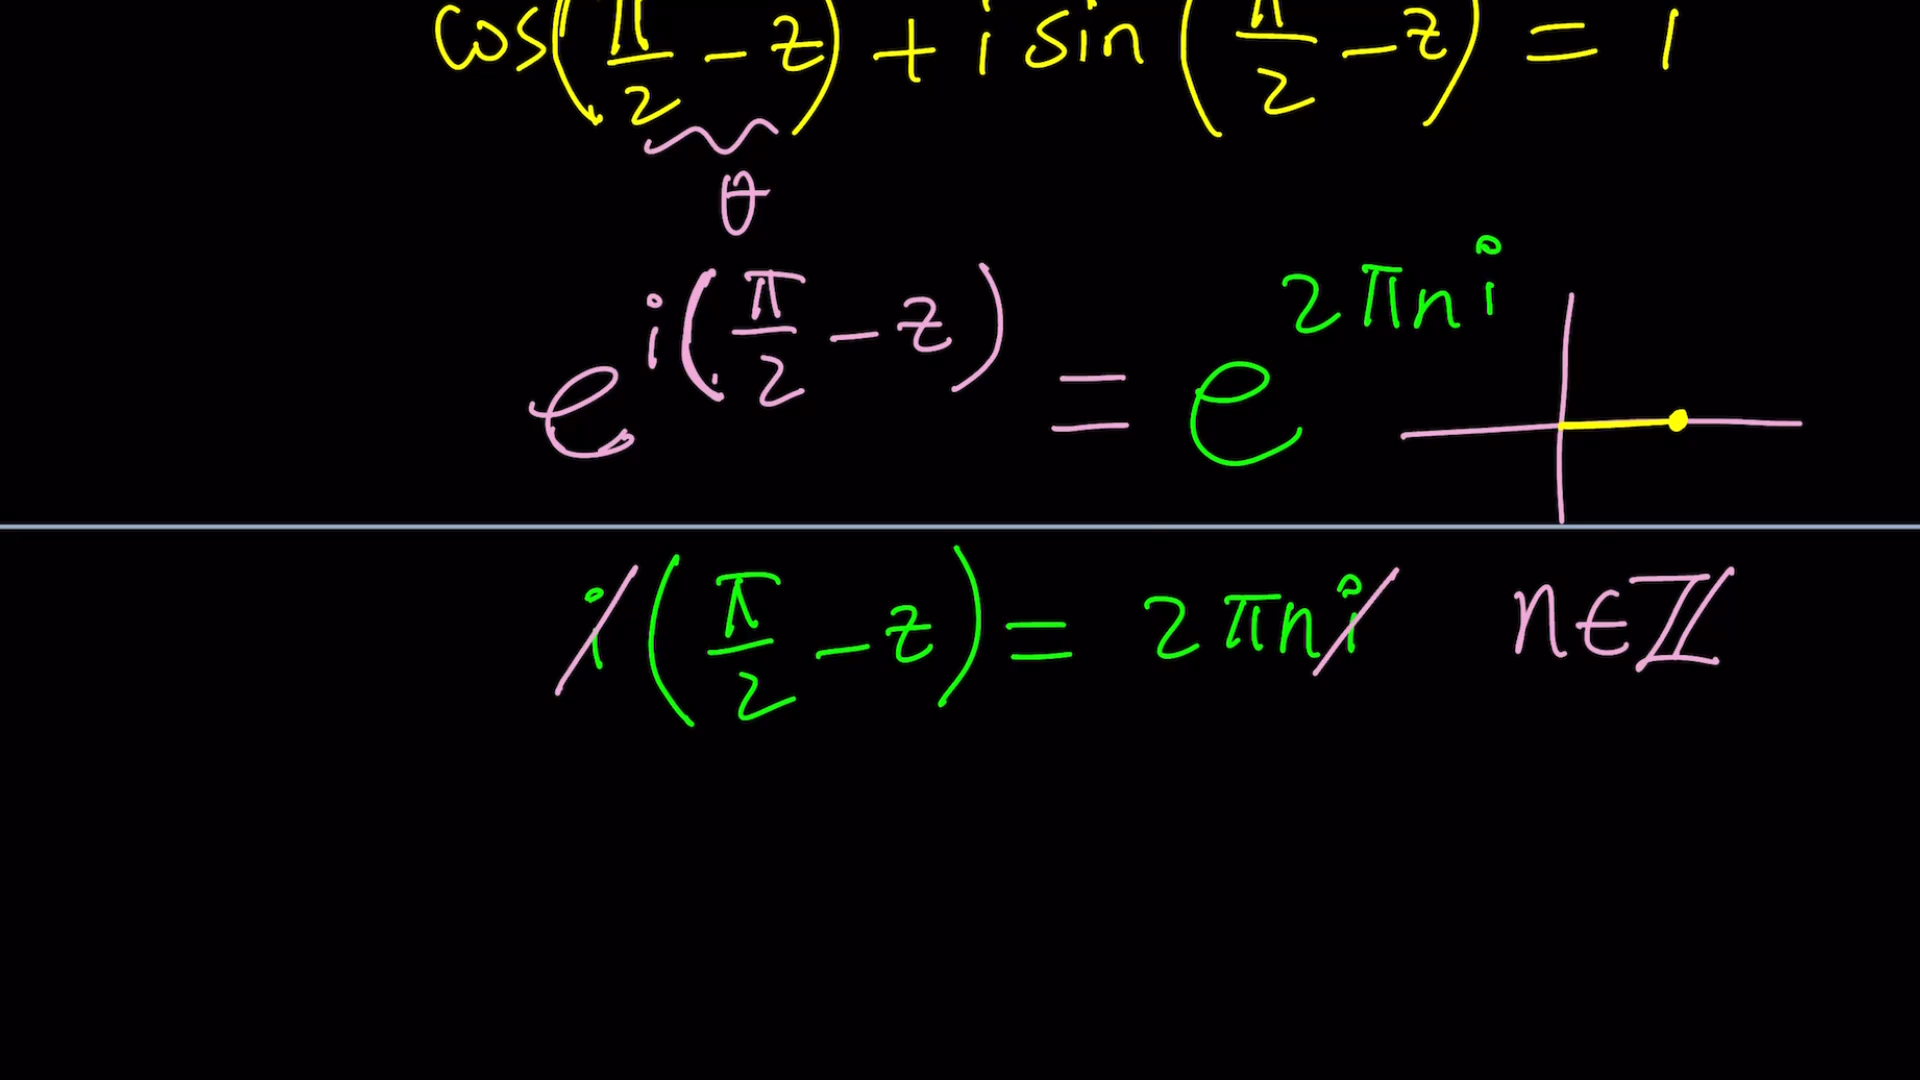 cos(π/2 - z) + i sin(π/2 - z) = 1
θ
e^{i(π/2 - z)} = e^{2πni}
i(π/2 - z) = 2πni   n∈ℤ